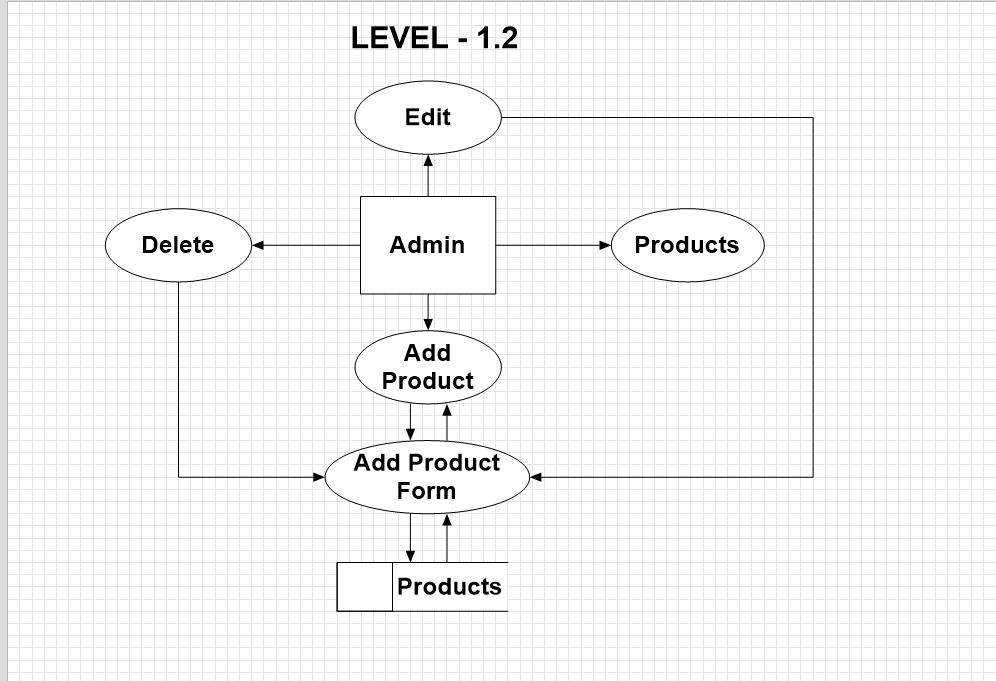 LEVEL - 1.2
Edit
Delete
Admin
Products
Add
Product
Add Product
Form
Products